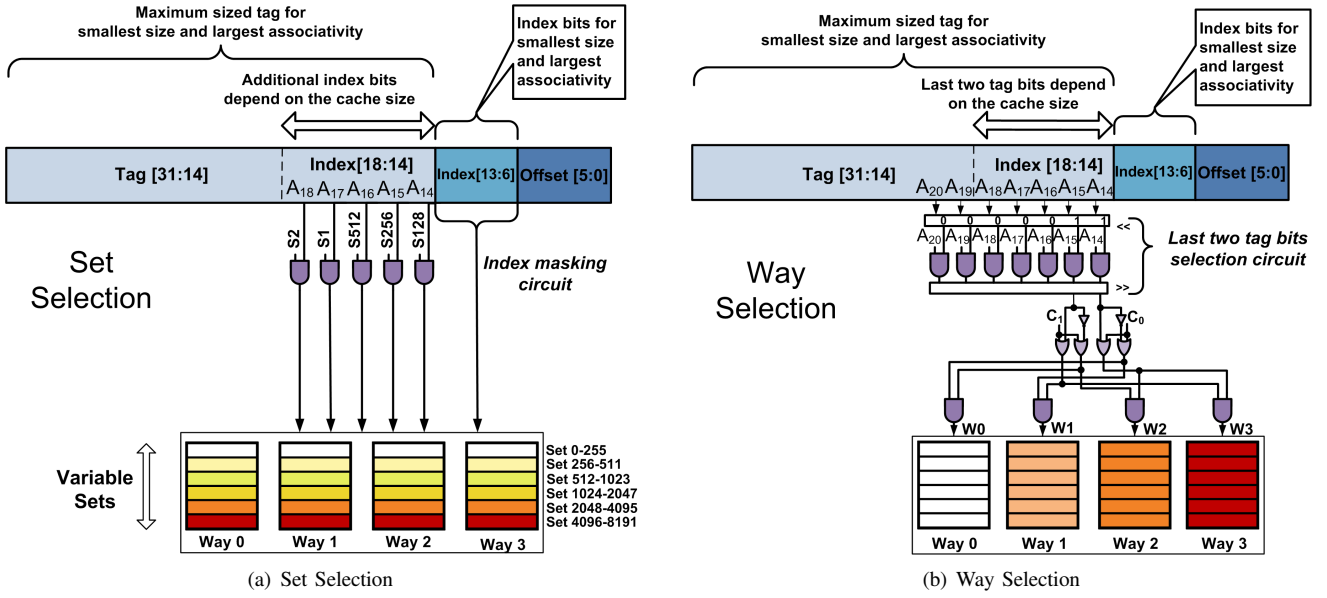 Maximum sized tag for
smallest size and largest associativity
Index bits for
smallest size
and largest
associativity
Additional index bits
depend on the cache size
Tag [31:14]
Index[18:14]
A18 A17 A16 A15 A14
Index[13:6]
Offset [5:0]
S2
S1
S512
S256
S128
Set
Selection
Index masking
circuit
Variable
Sets
Set 0-255
Set 256-511
Set 512-1023
Set 1024-2047
Set 2048-4095
Set 4096-8191
Way 0
Way 1
Way 2
Way 3
(a) Set Selection
Maximum sized tag for
smallest size and largest associativity
Index bits for
smallest size
and largest
associativity
Last two tag bits depend
on the cache size
Tag [31:14]
Index [18:14]
A20 A19 A18 A17 A16 A15 A14
Index[13:6]
Offset [5:0]
0 0 0 0 0 1 1
<<
A20 A19 A18 A17 A16 A15 A14
>>
Last two tag bits
selection circuit
Way
Selection
C1
C0
W0
W1
W2
W3
Way 0
Way 1
Way 2
Way 3
(b) Way Selection